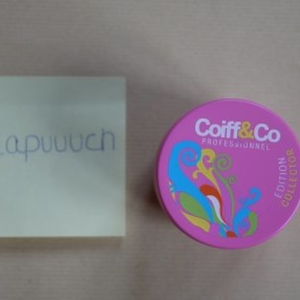 Lapuuuch
Coiff&Co
PROFESSIONNEL
ÉDITION
COLLECTOR